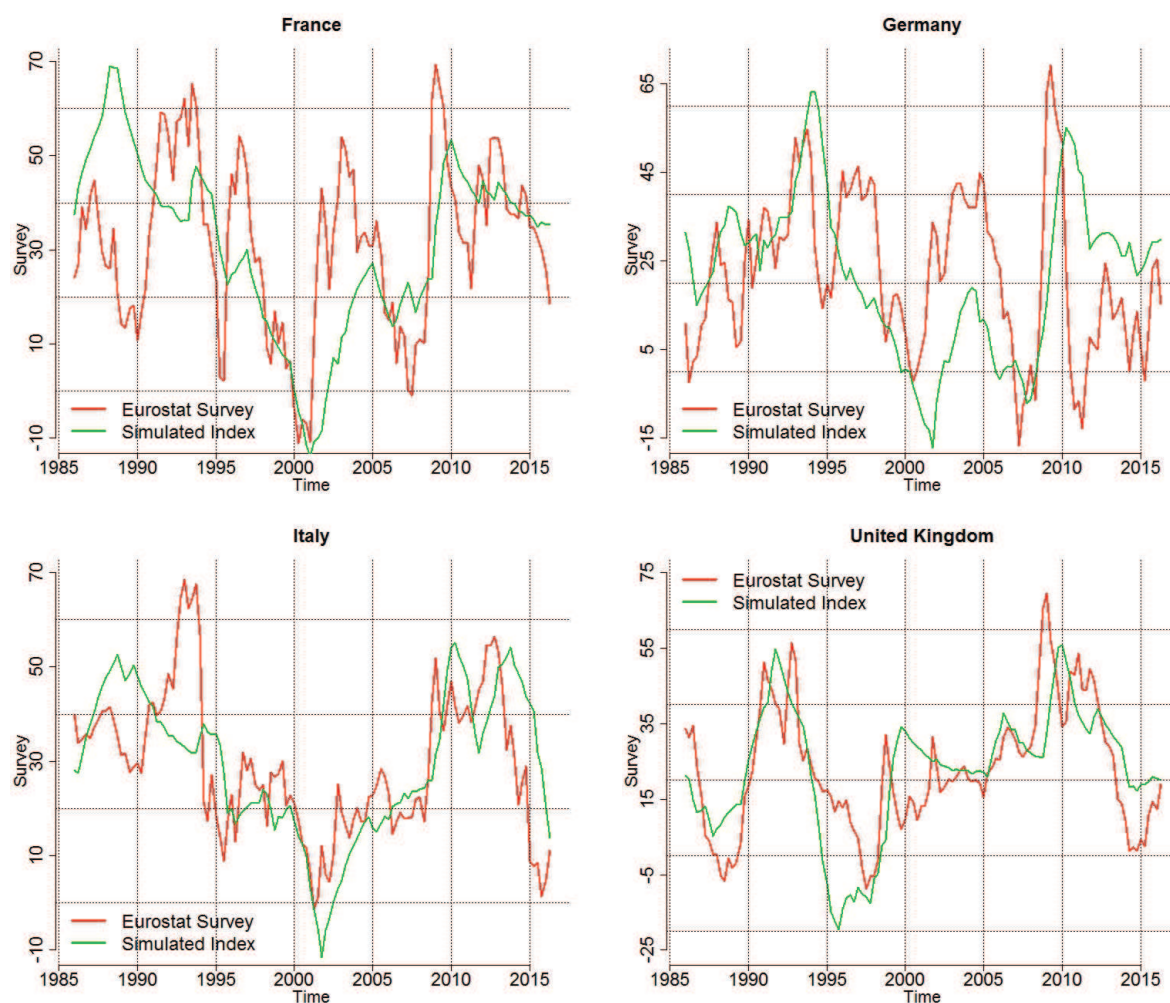 France
Survey
70
50
30
10
-10
Eurostat Survey
Simulated Index
1985 1990 1995 2000 2005 2010 2015
Time
Germany
Survey
65
45
25
5
-15
Eurostat Survey
Simulated Index
1985 1990 1995 2000 2005 2010 2015
Time
Italy
Survey
70
50
30
10
-10
Eurostat Survey
Simulated Index
1985 1990 1995 2000 2005 2010 2015
Time
United Kingdom
Survey
75
55
35
15
-5
-25
Eurostat Survey
Simulated Index
1985 1990 1995 2000 2005 2010 2015
Time